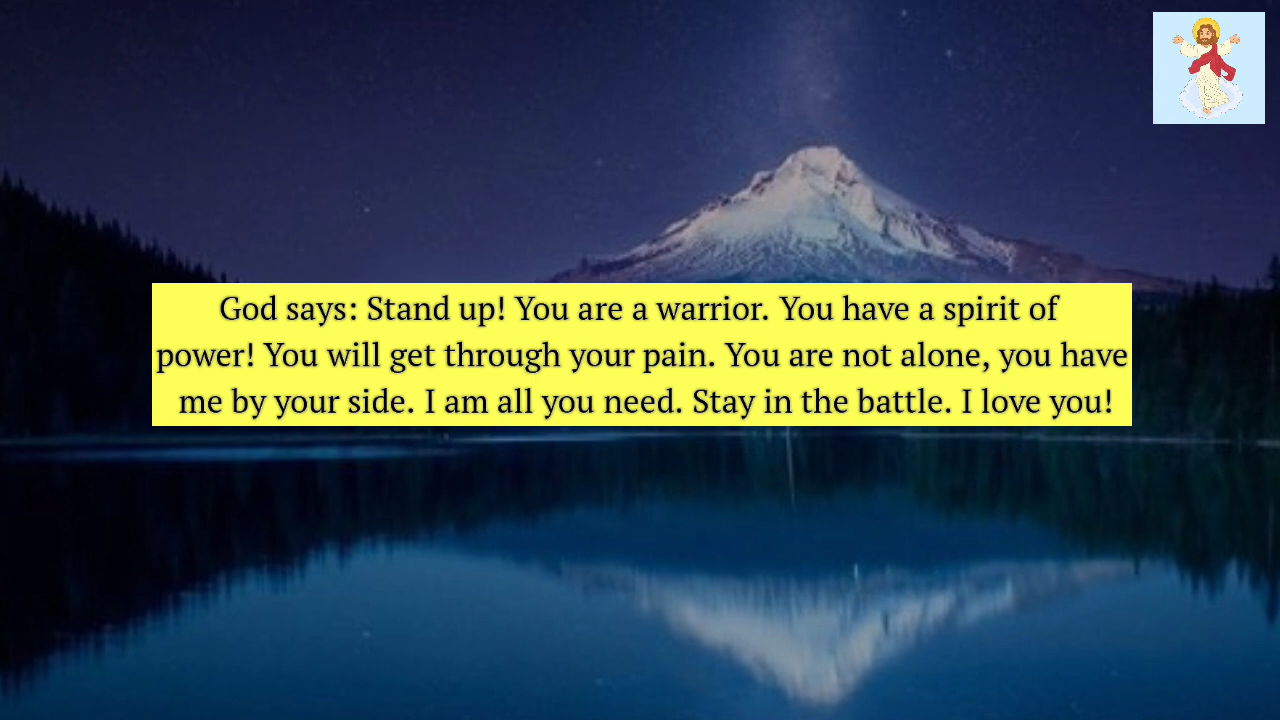 God says: Stand up! You are a warrior. You have a spirit of
power! You will get through your pain. You are not alone, you have
me by your side. I am all you need. Stay in the battle. I love you!